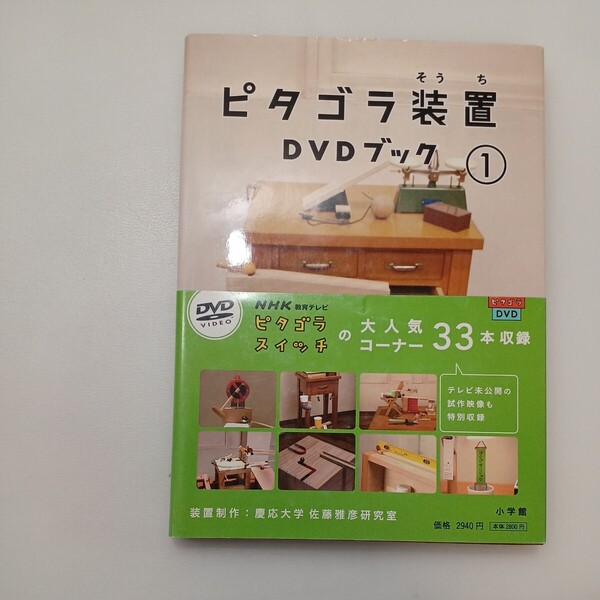 そうち
ピタゴラ装置
DVDブック 1
DVD
VIDEO
NHK 教育テレビ
ピタゴラ
スイッチ
の 大人気
コーナー 33本収録
ピタゴラ
DVD
テレビ未公開の
試作映像も
特別収録
装置制作:慶応大学 佐藤雅彦研究室
小学館
価格 2940円 本体2800円